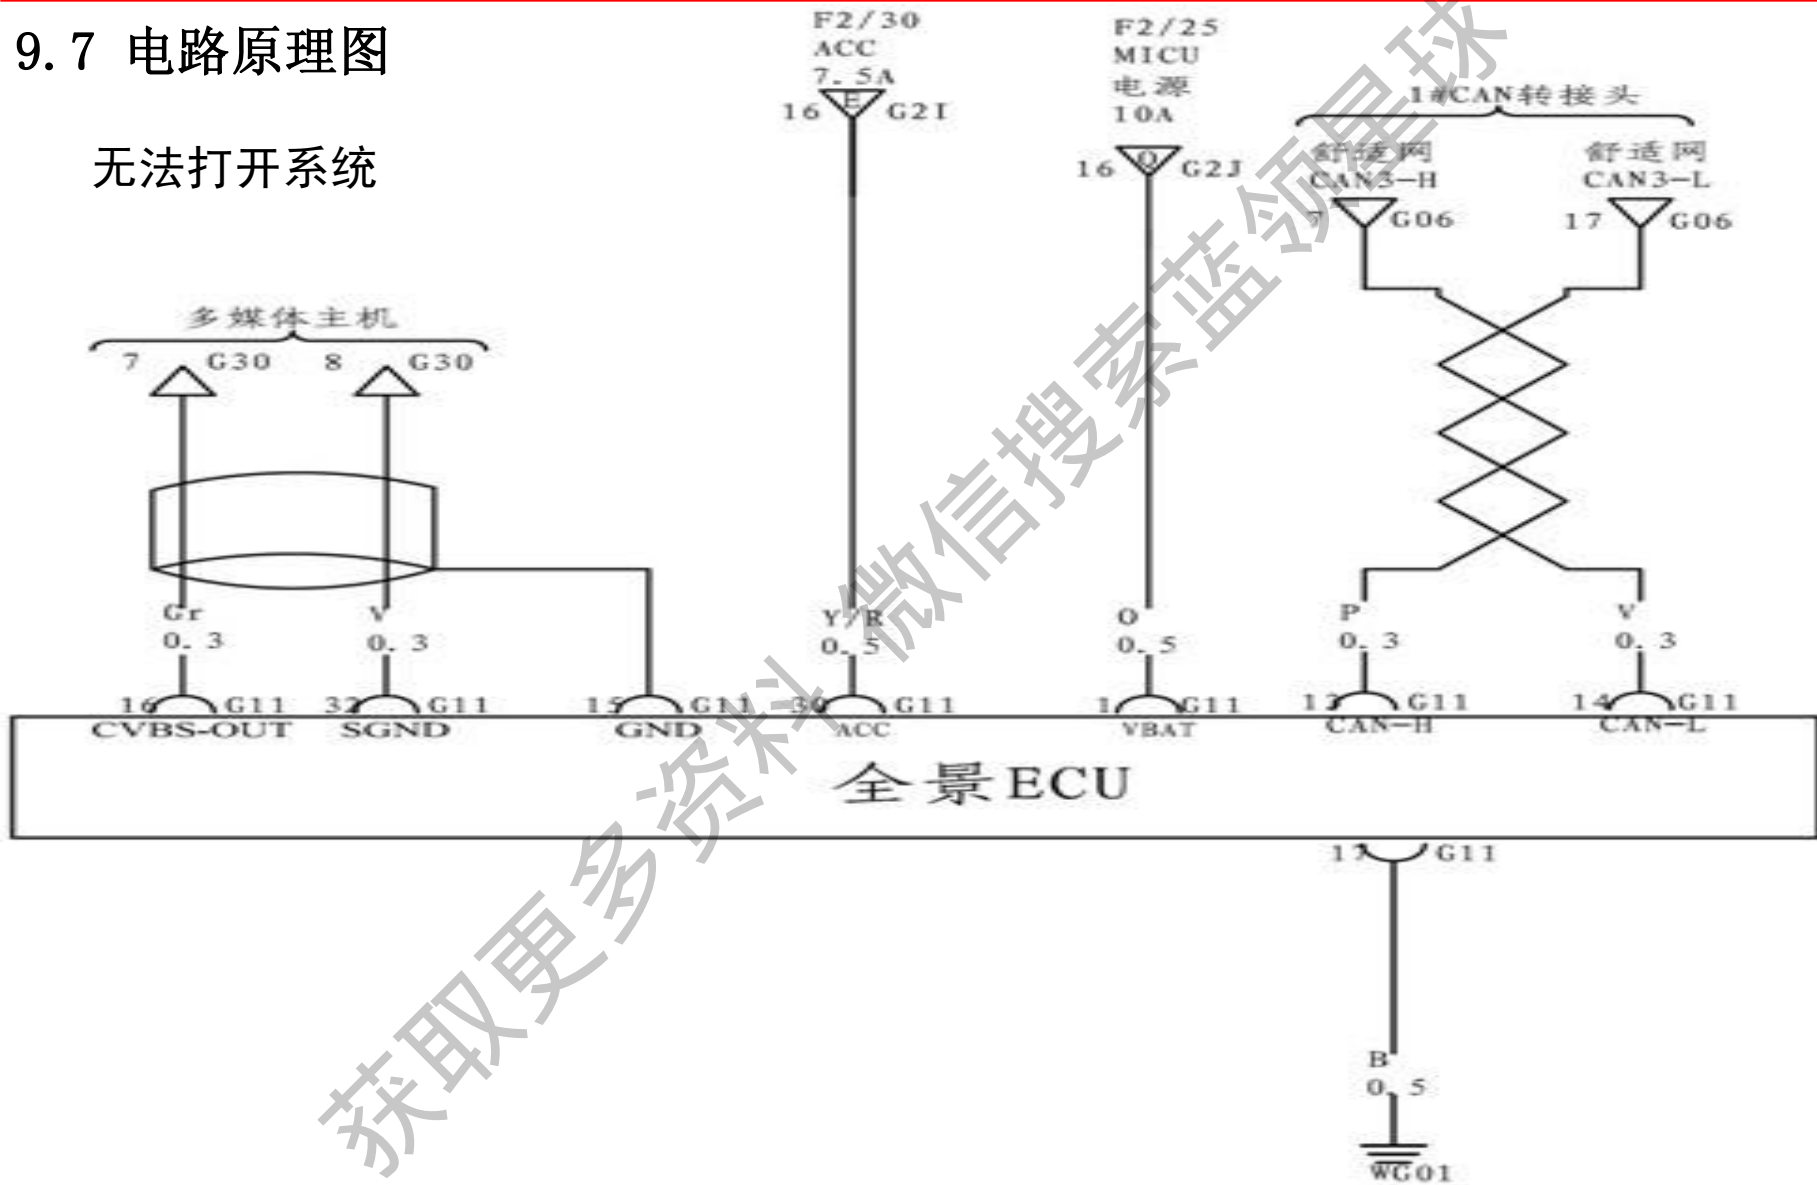 9.7 电路原理图
无法打开系统
F2/30
ACC
7.5A
16 E G2I
F2/25
MICU
电源
10A
16 Q G2J
1#CAN转接头
舒适网
CAN3-H
7 G06
舒适网
CAN3-L
17 G06
多媒体主机
7 G30 8 G30
Gr
0.3
V
0.3
Y/R
0.5
O
0.5
P
0.3
V
0.3
16 G11 32 G11 15 G11 30 G11 1 G11 13 G11 14 G11
CVBS-OUT SGND GND ACC VBAT CAN-H CAN-L
全景ECU
17 G11
B
0.5
WG01
获取更多资料 微信搜索蓝领星球